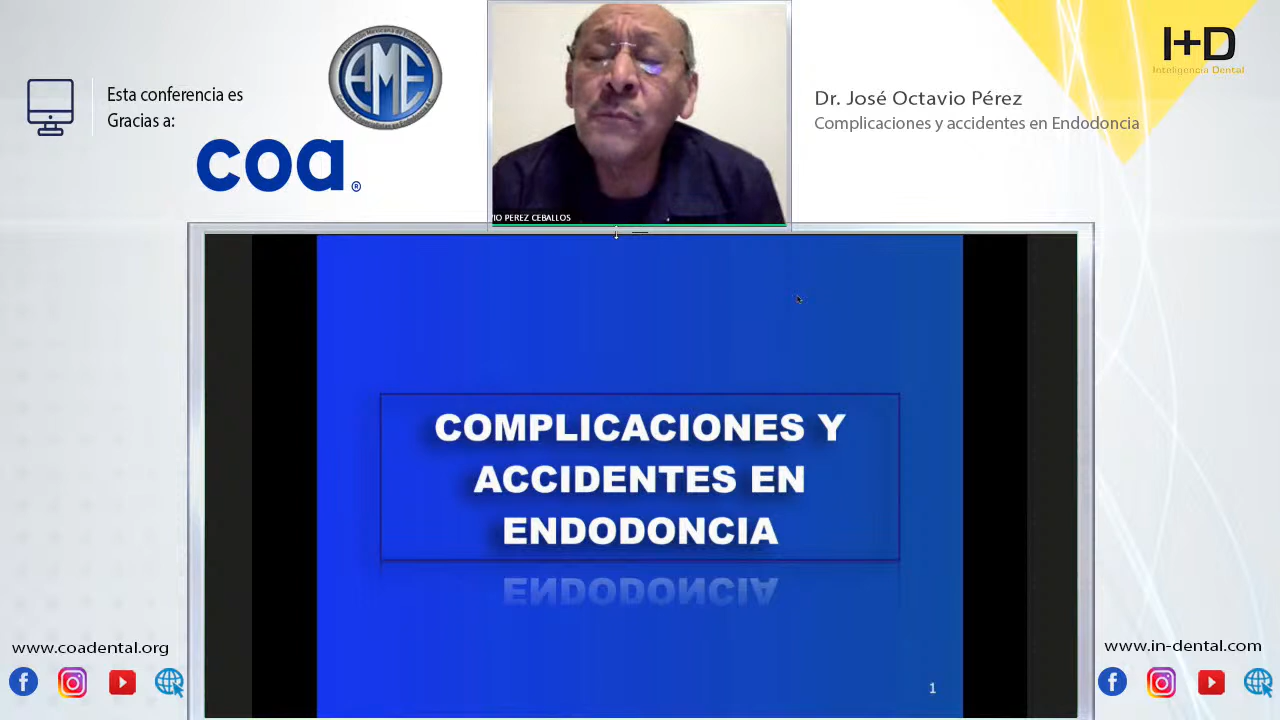 Esta conferencia es
Gracias a:
AME
coa®
IO PEREZ CEBALLOS
Dr. José Octavio Pérez
Complicaciones y accidentes en Endodoncia
I+D
Inteligencia Dental
COMPLICACIONES Y
ACCIDENTES EN
ENDODONCIA
1
www.coadental.org
www.in-dental.com